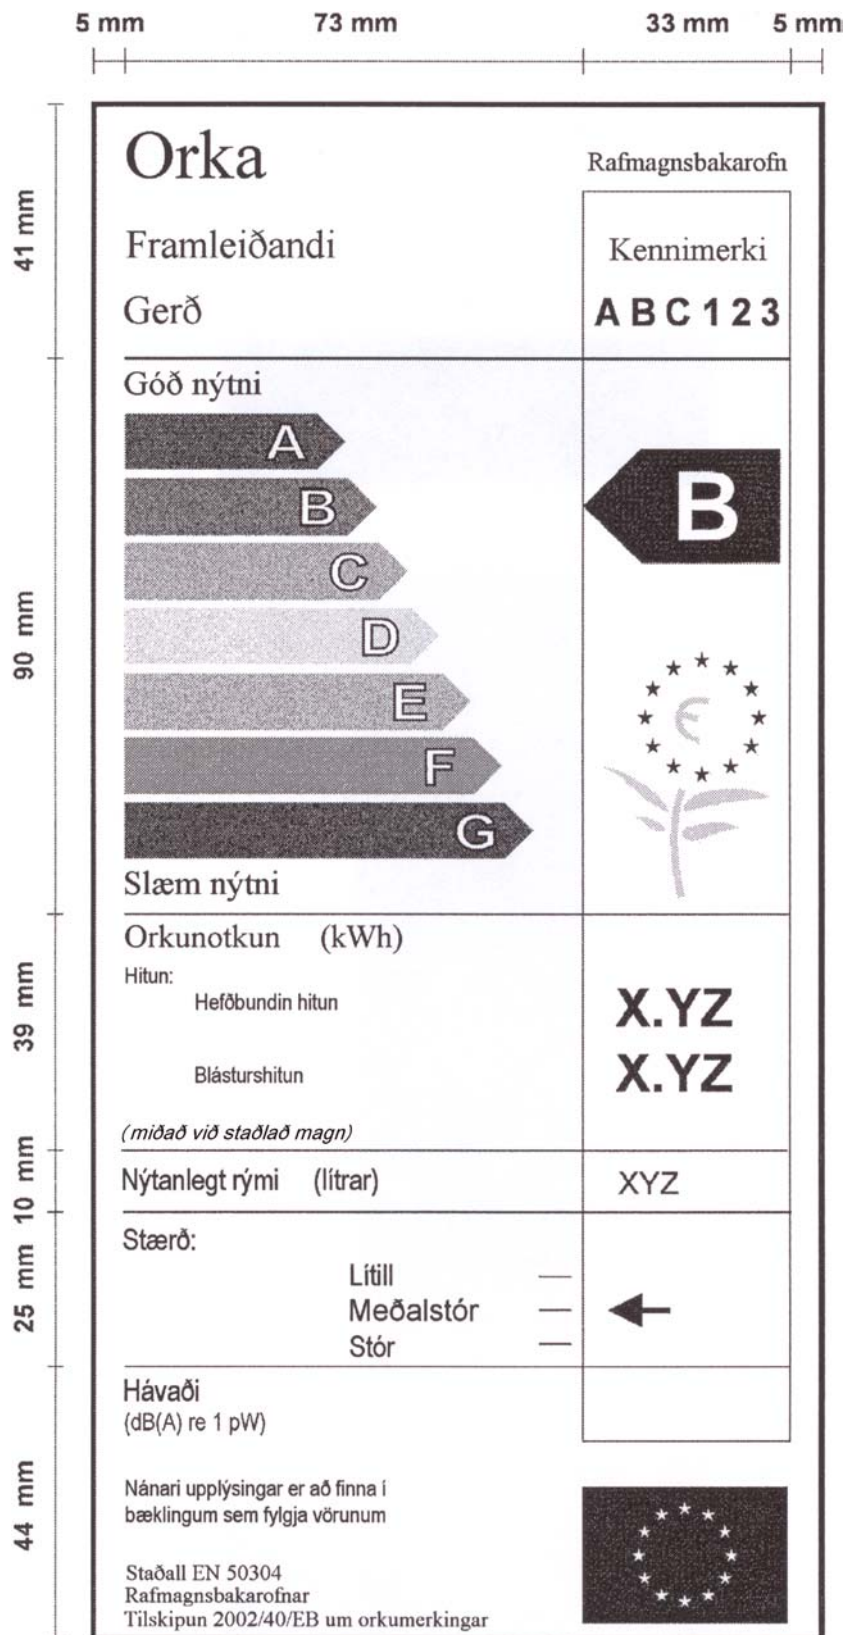 5 mm 73 mm 33 mm 5 mm
41 mm
90 mm
39 mm
10 mm
25 mm
44 mm
Orka
Rafmagnsbakarofn
Framleiðandi
Kennimerki
Gerð
ABC123
Góð nýtni
A
B
B
C
D
E
F
G
Slæm nýtni
Orkunotkun (kWh)
Hitun:
Hefðbundin hitun
X.YZ
Blásturshitun
X.YZ
(miðað við staðlað magn)
Nýtanlegt rými (lítrar)
XYZ
Stærð:
Lítill
Meðalstór
Stór
Hávaði
(dB(A) re 1 pW)
Nánari upplýsingar er að finna í
bæklingum sem fylgja vörunum
Staðall EN 50304
Rafmagnsbakarofnar
Tilskipun 2002/40/EB um orkumerkingar